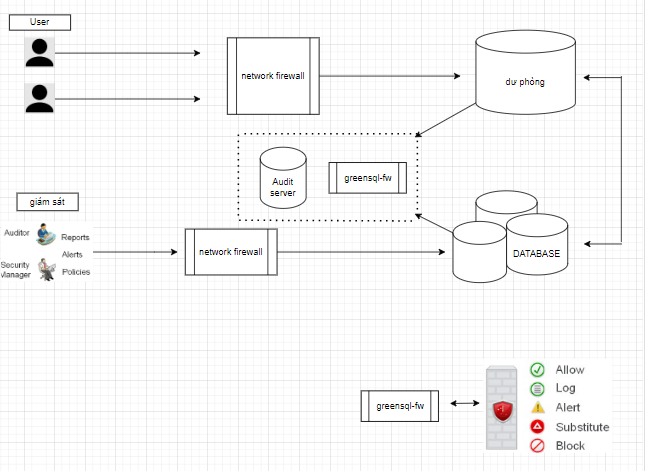 User
network firewall
dư phòng
Audit
server
greensql-fw
giám sát
Auditor
Reports
Alerts
Security
Manager
Policies
network firewall
DATABASE
greensql-fw
Allow
Log
Alert
Substitute
Block